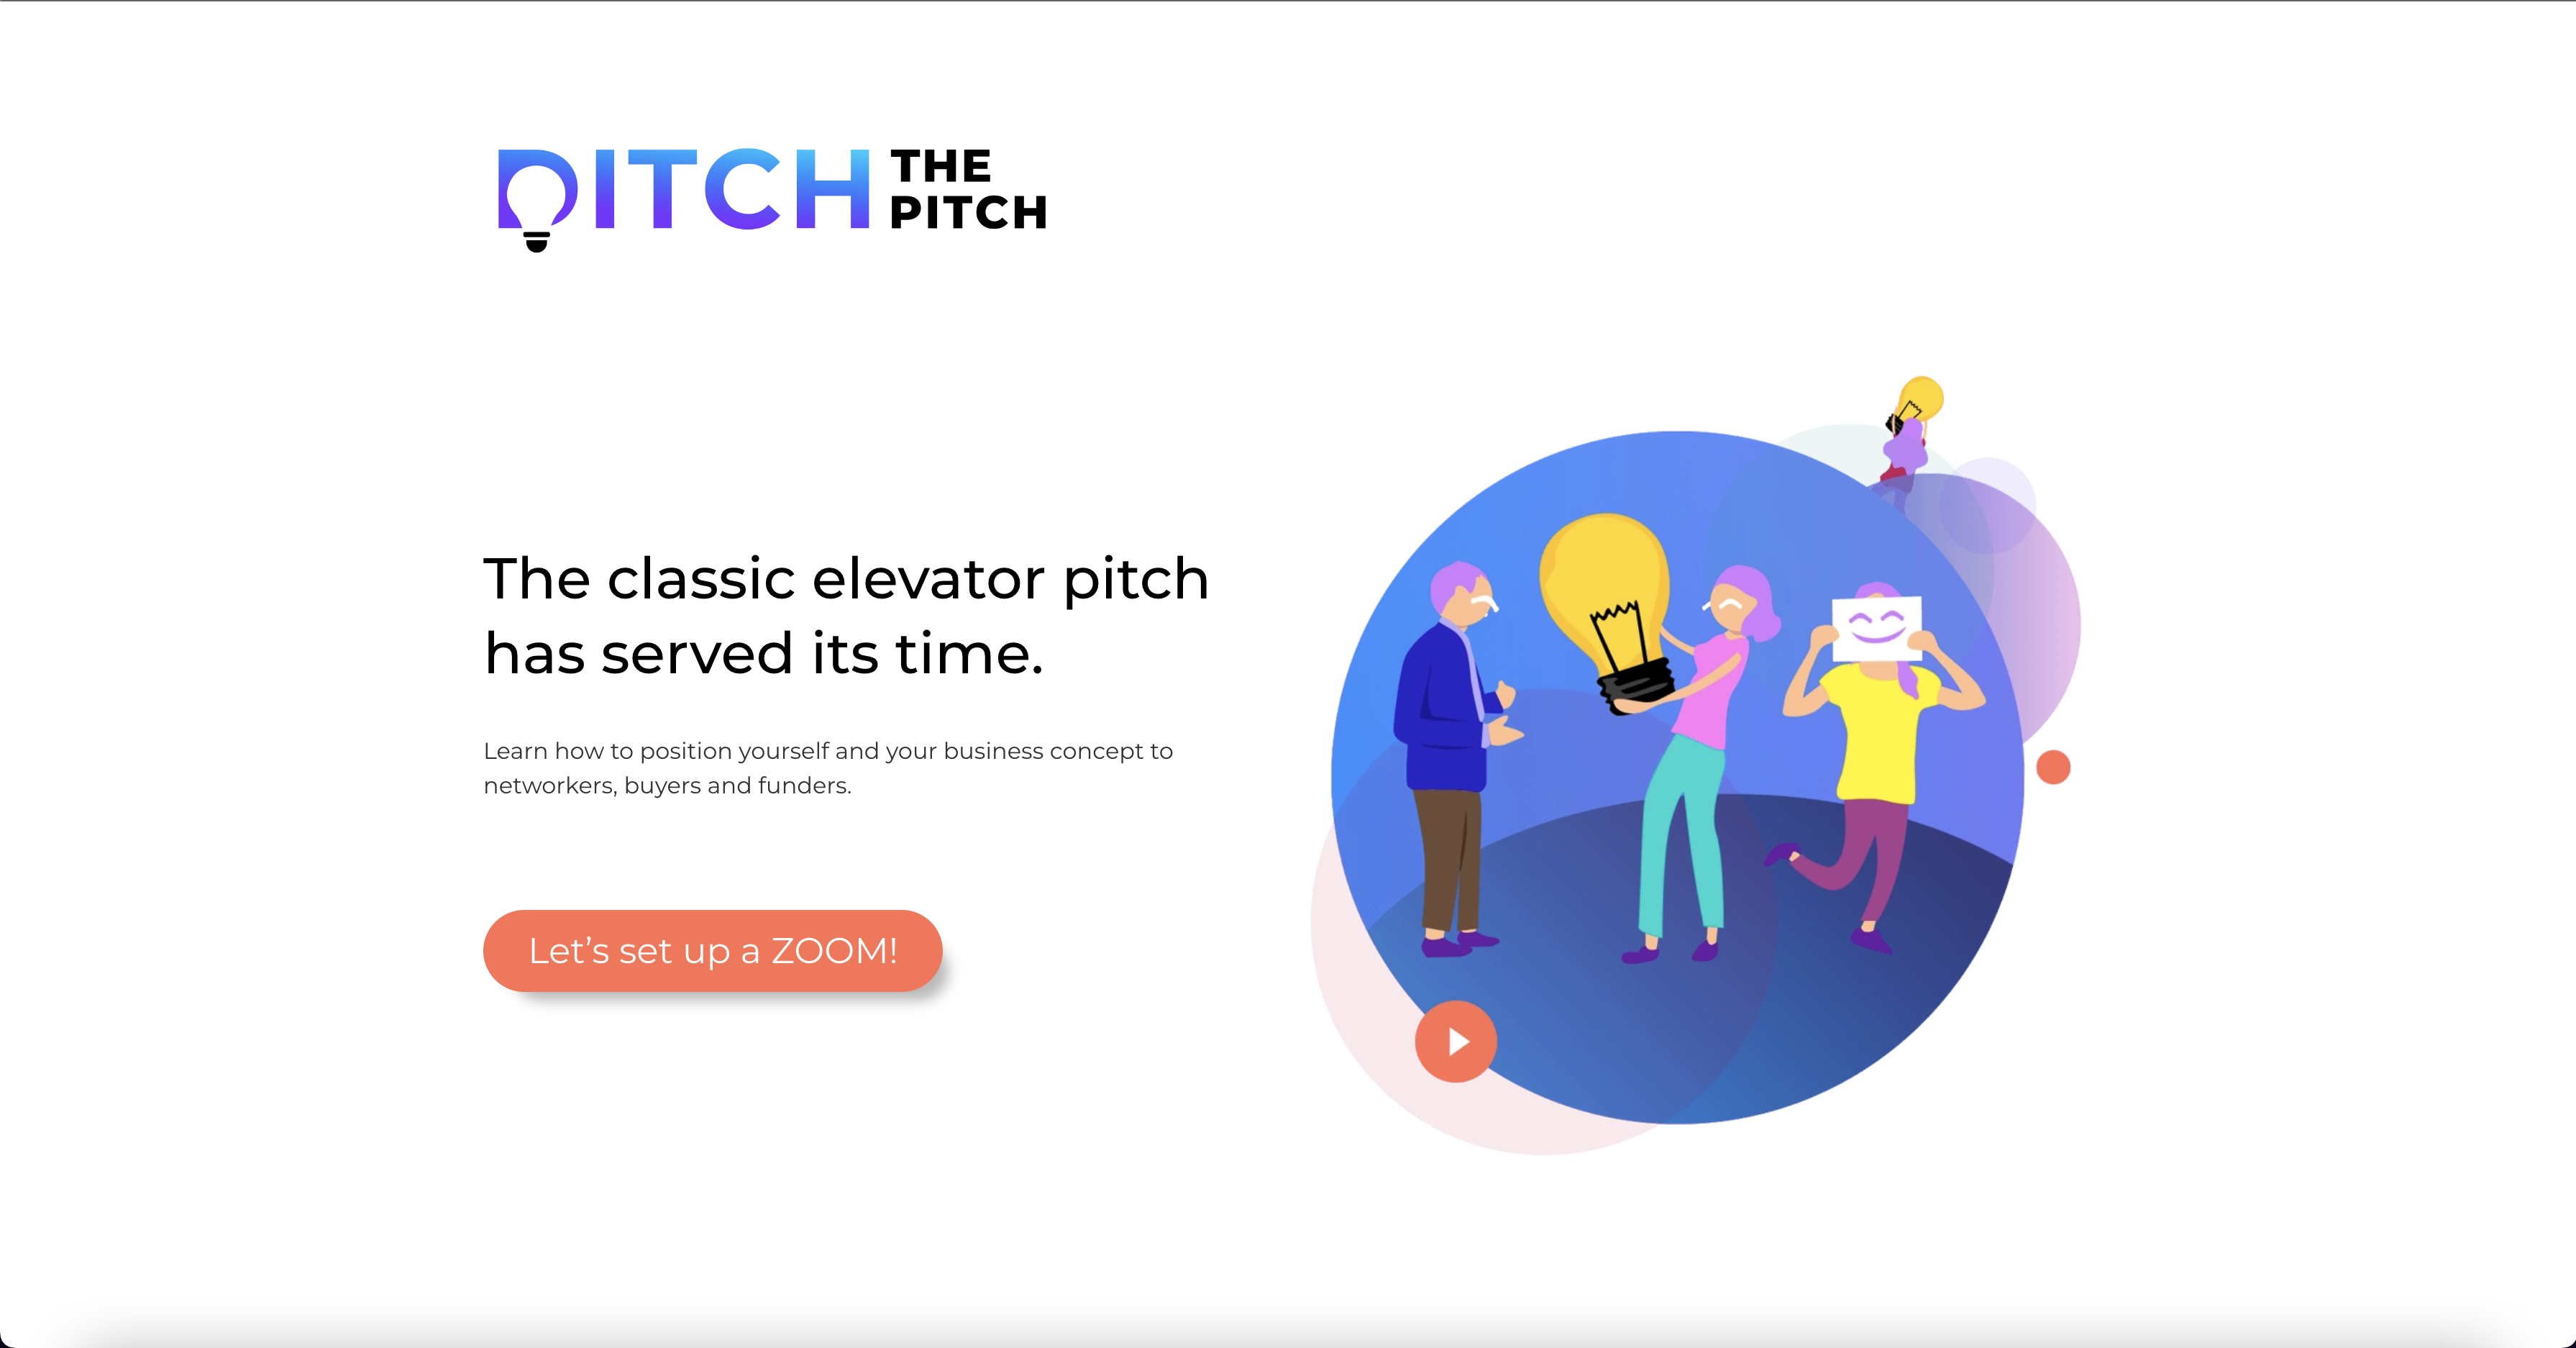 DITCH THE
PITCH
The classic elevator pitch
has served its time.
Learn how to position yourself and your business concept to
networkers, buyers and funders.
Let’s set up a ZOOM!